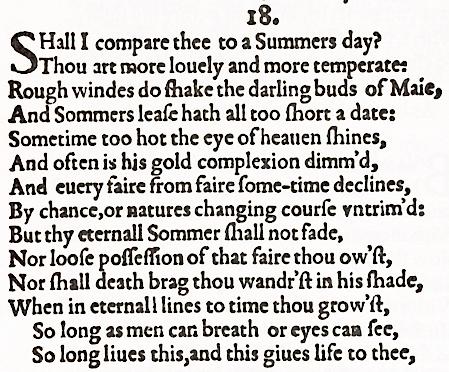 18.
SHall I compare thee to a Summers day?
Thou art more louely and more temperate:
Rough windes do ſhake the darling buds of Maie,
And Sommers leaſe hath all too ſhort a date:
Sometime too hot the eye of heauen ſhines,
And often is his gold complexion dimm'd,
And euery faire from faire ſome-time declines,
By chance,or natures changing courſe vntrim'd:
But thy eternall Sommer ſhall not fade,
Nor looſe poſſeſſion of that faire thou ow'ſt,
Nor ſhall death brag thou wandr'ſt in his ſhade,
When in eternall lines to time thou grow'ſt,
So long as men can breath or eyes can ſee,
So long liues this,and this giues life to thee,